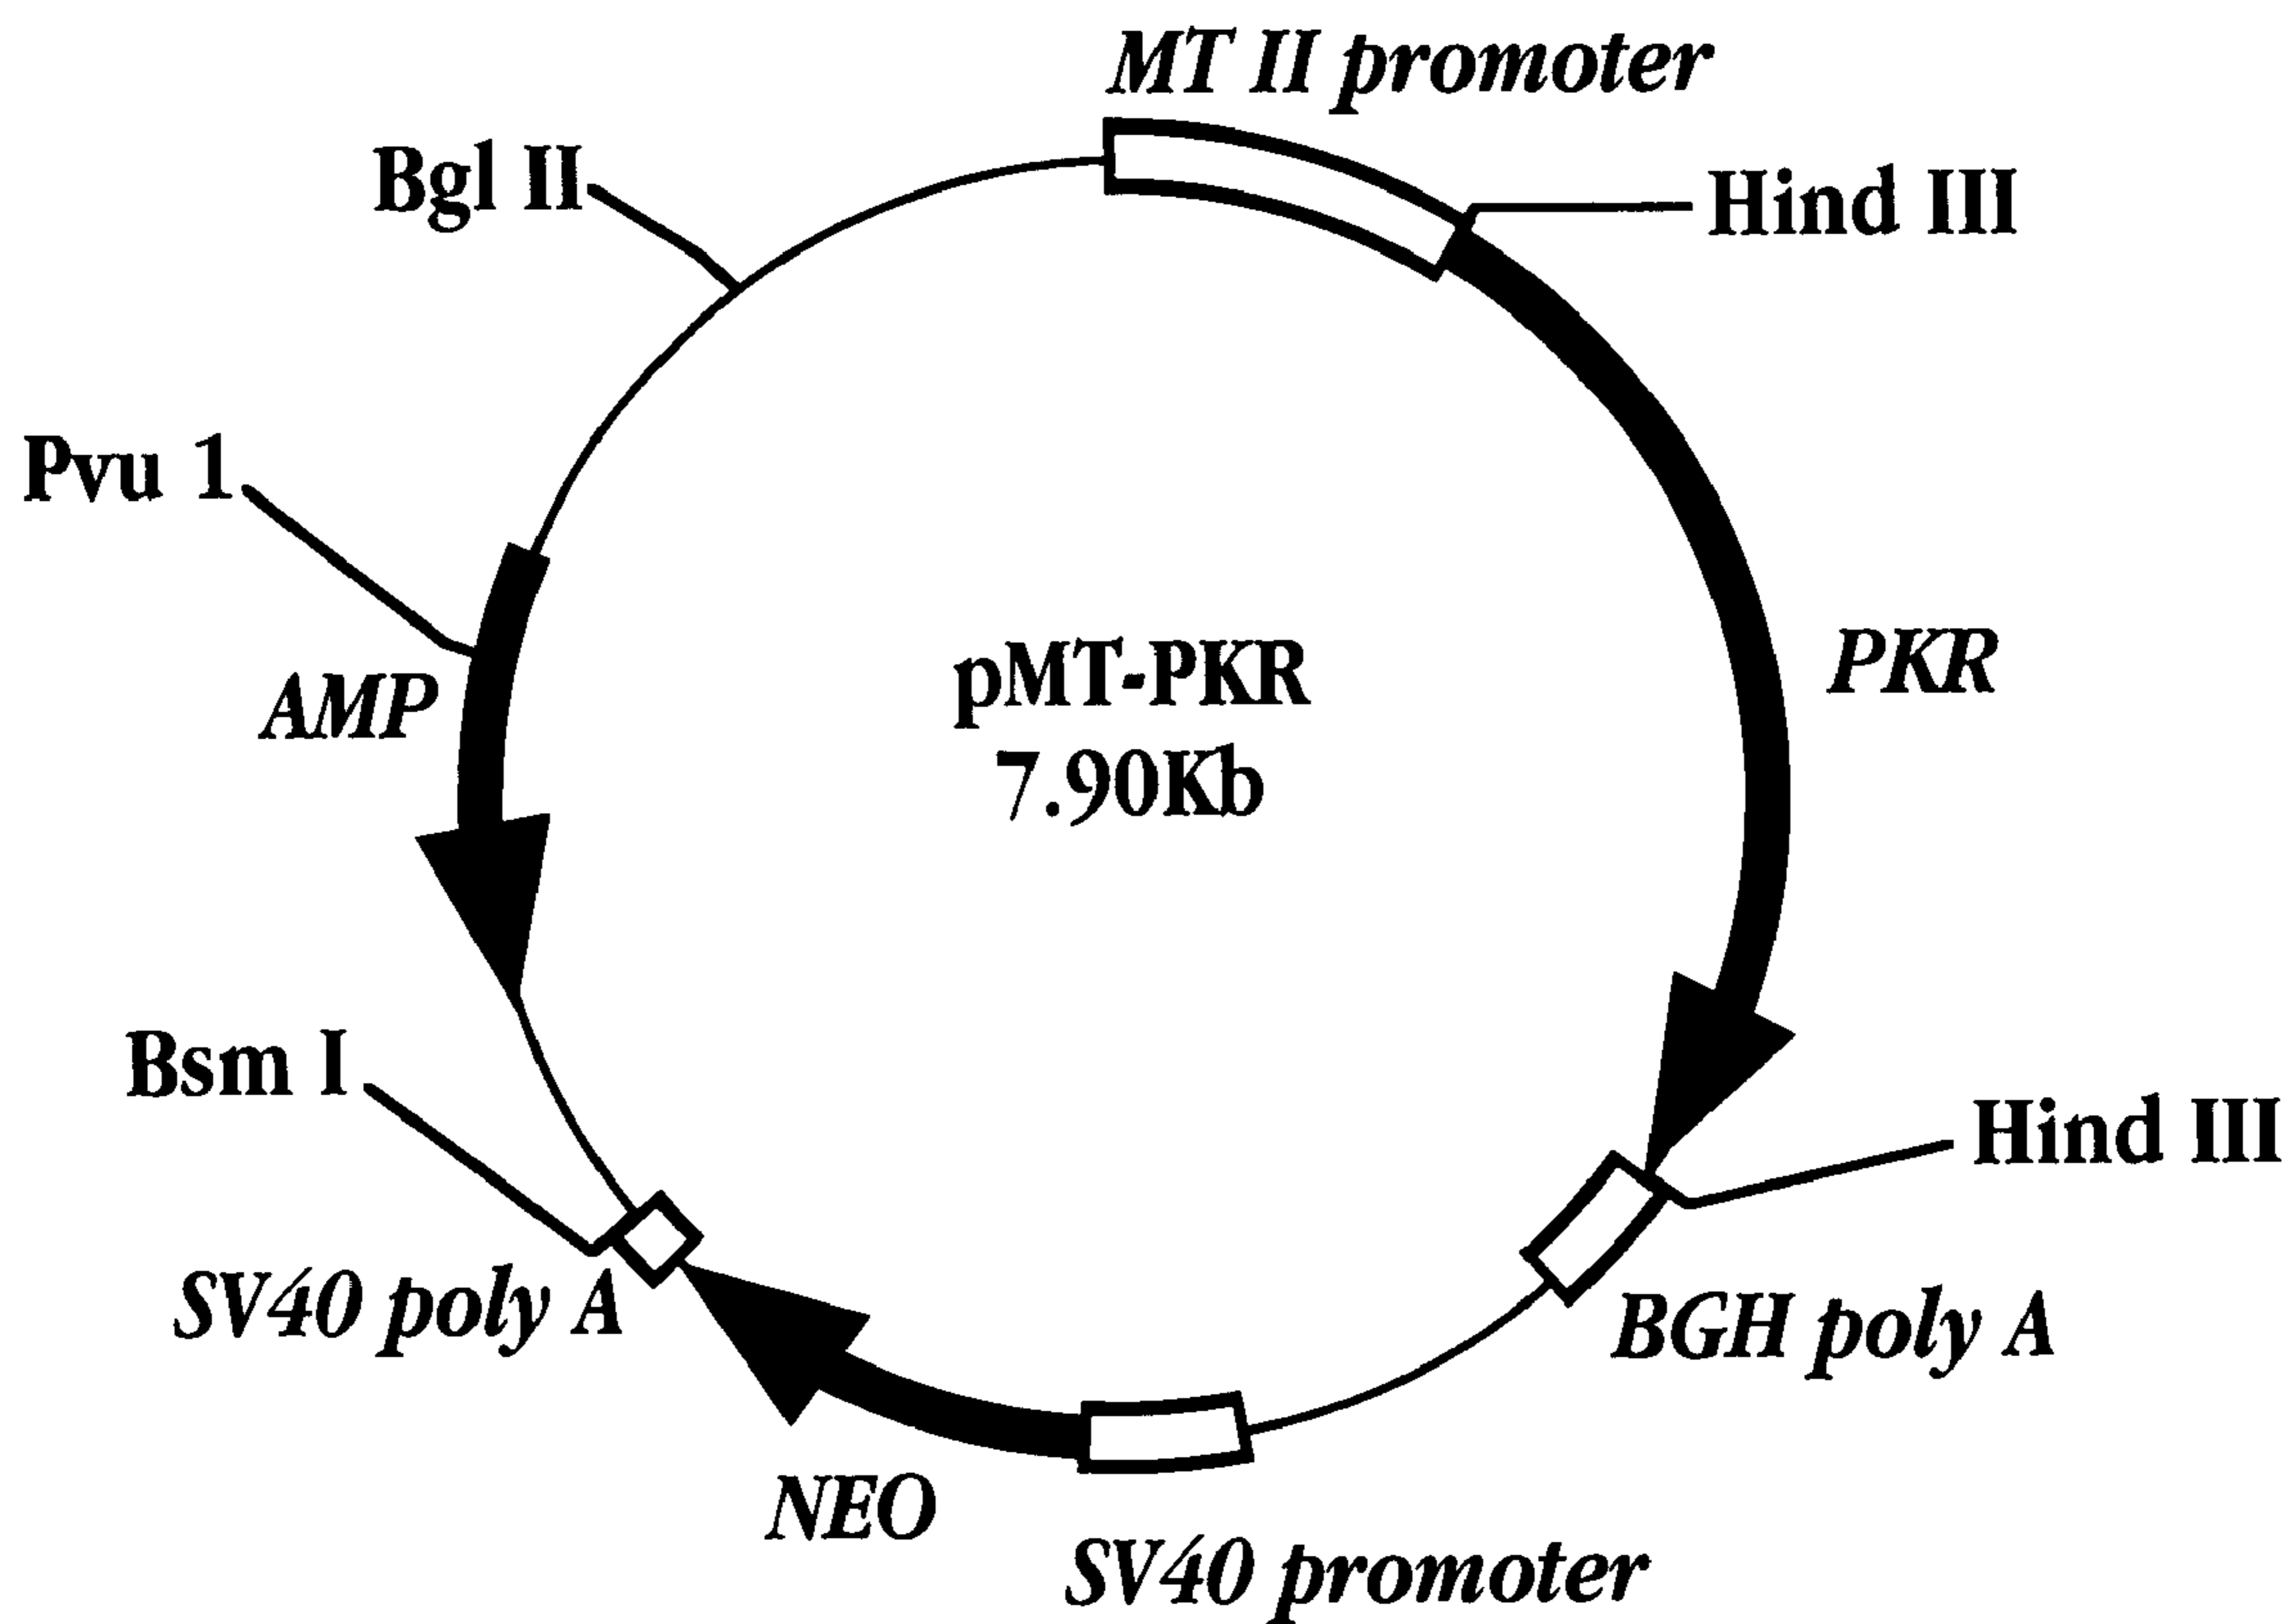 MT II promoter
Bgl II
Hind III
Pvu 1
AMP
pMT-PKR
7.90Kb
PKR
Bsm I
Hind III
SV40 poly A
BGH poly A
NEO
SV40 promoter